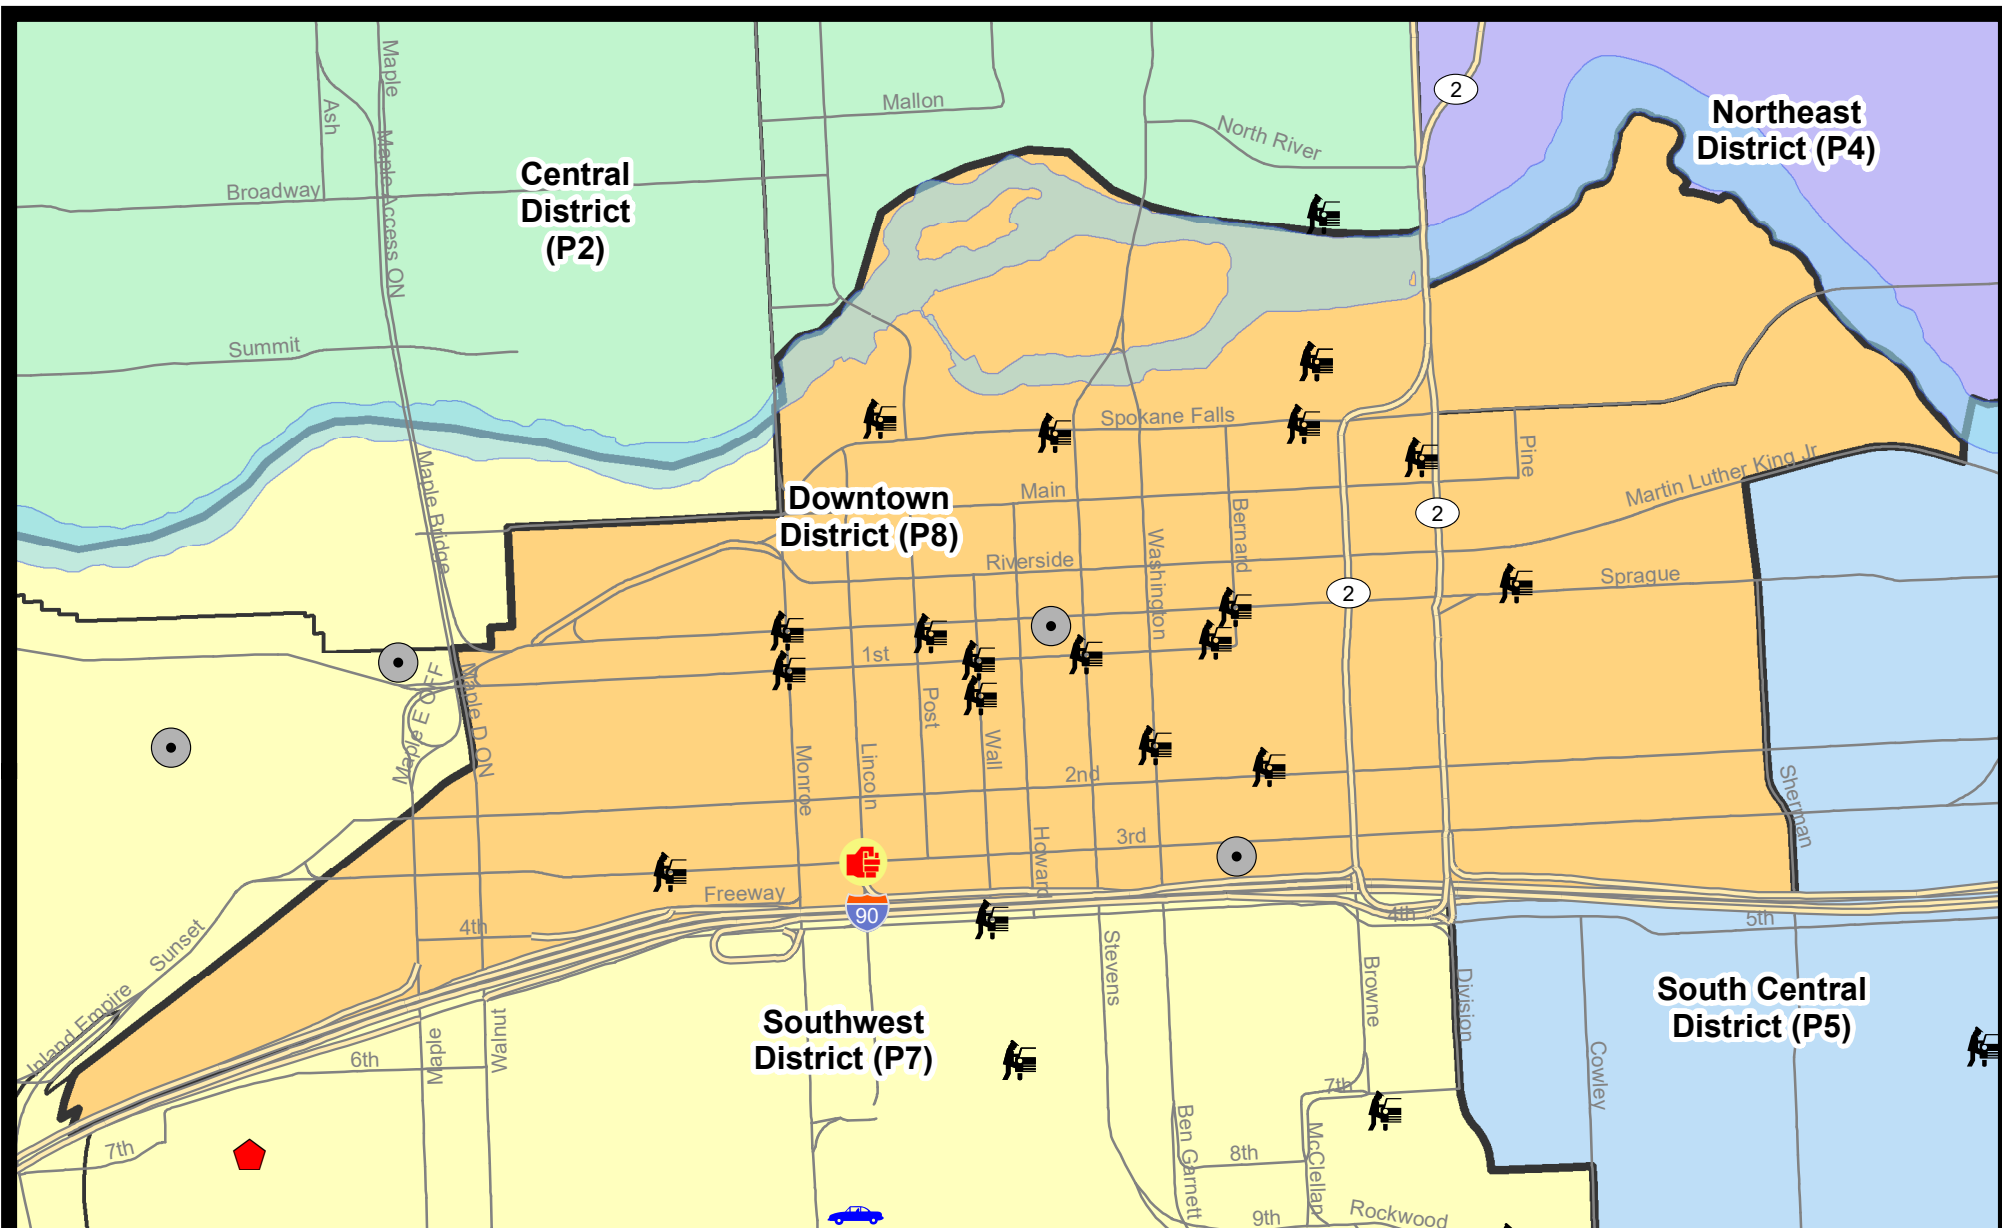 Maple
Ash
Maple Access ON
Mallon
North River
2
Northeast
District (P4)
Central
District
(P2)
Broadway
Summit
Spokane Falls
Pine
Martin Luther King Jr
Maple Bridge
Downtown
District (P8)
Main
Bernard
2
Washington
Riverside
2
Sprague
1st
Maple E OFF
Maple D ON
Post
Wall
Monroe
Lincoln
2nd
Sherman
3rd
Howard
Freeway
90
4th
4th
5th
Sunset
Inland Empire
Stevens
Browne
Division
South Central
District (P5)
Southwest
District (P7)
Maple
Walnut
6th
Cowley
7th
7th
Ben Garnett
McClellan
8th
9th
Rockwood